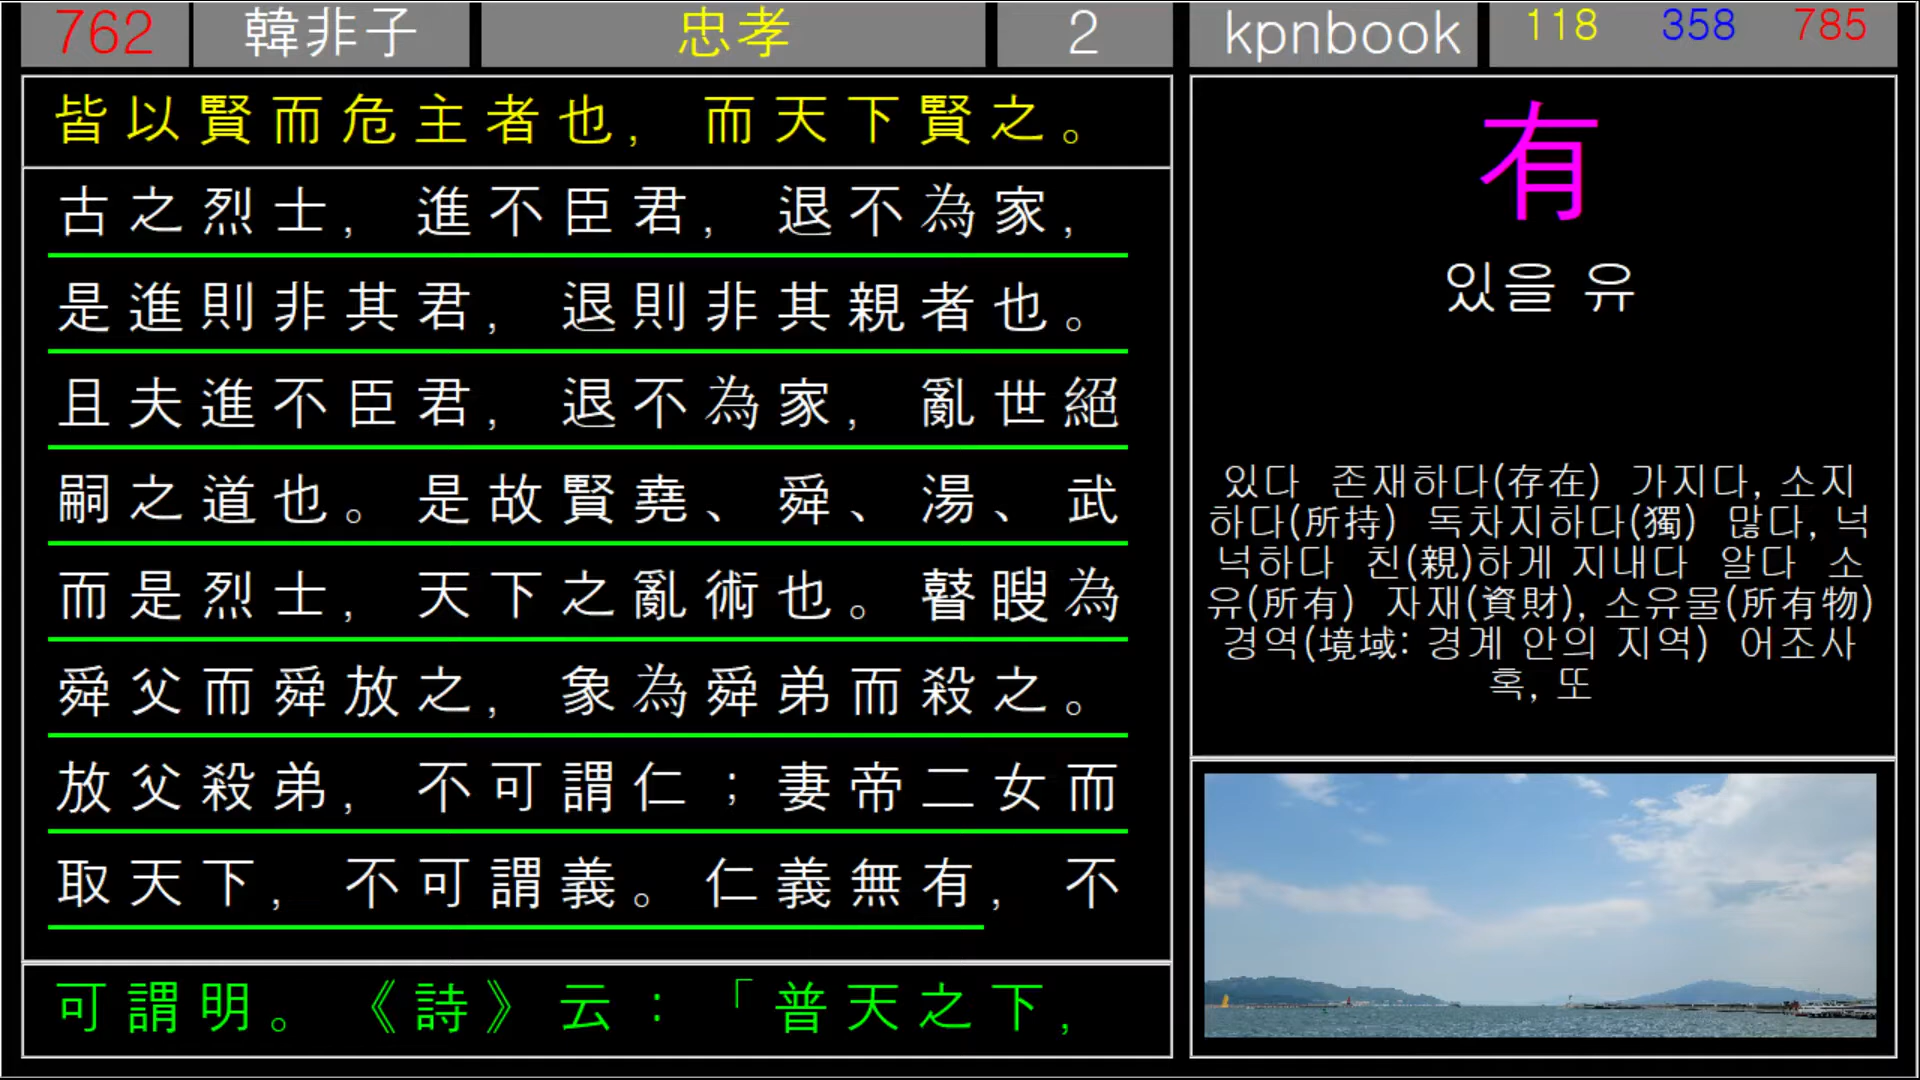 762 韓非子 忠孝 2 kpnbook 118 358 785
皆以賢而危主者也, 而天下賢之。
古之烈士, 進不臣君, 退不為家,
是進則非其君, 退則非其親者也。
且夫進不臣君, 退不為家, 亂世絕
嗣之道也。是故賢堯、舜、湯、武
而是烈士, 天下之亂術也。瞽瞍為
舜父而舜放之, 象為舜弟而殺之。
放父殺弟, 不可謂仁；妻帝二女而
取天下, 不可謂義。仁義無有, 不
可謂明。《詩》云：「普天之下,
有
있을 유
있다 존재하다(存在) 가지다, 소지
하다(所持) 독차지하다(獨) 많다, 넉
넉하다 친(親)하게 지내다 알다 소
유(所有) 자재(資財), 소유물(所有物)
경역(境域: 경계 안의 지역) 어조사
혹, 또